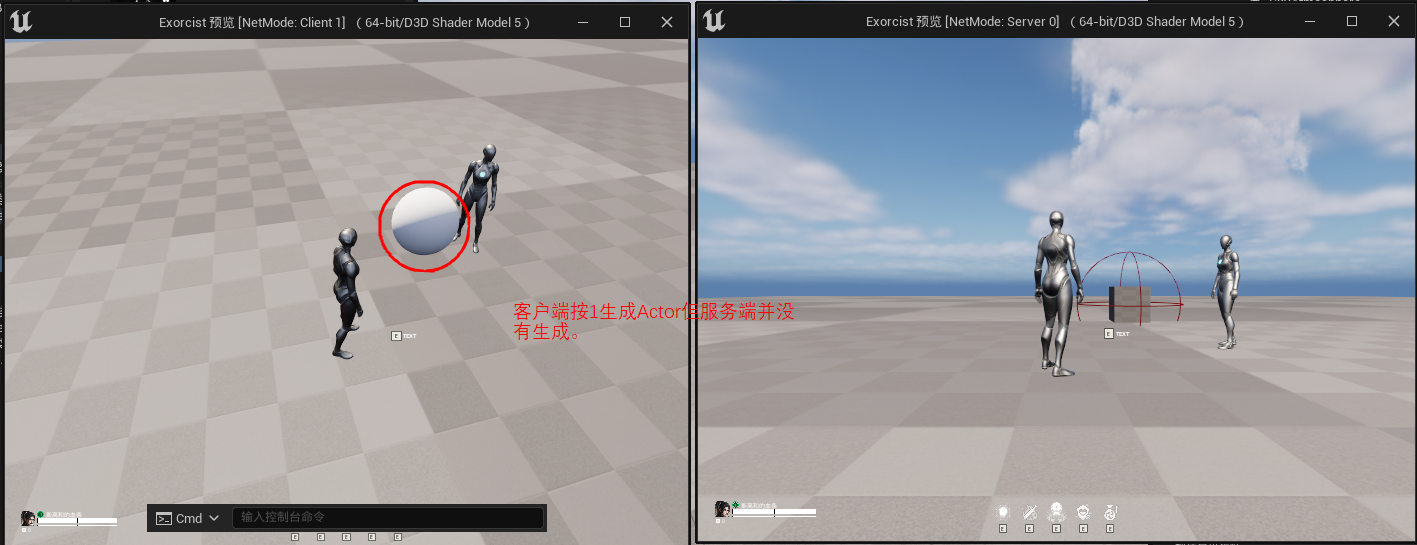 Exorcist 预览 [NetMode: Client 1] ( 64-bit/D3D Shader Model 5 )
Exorcist 预览 [NetMode: Server 0] ( 64-bit/D3D Shader Model 5 )
客户端按1生成Actor但服务端并没
有生成。
E TEXT
E TEXT
Cmd
输入控制台命令
E E E E E
E E E E E